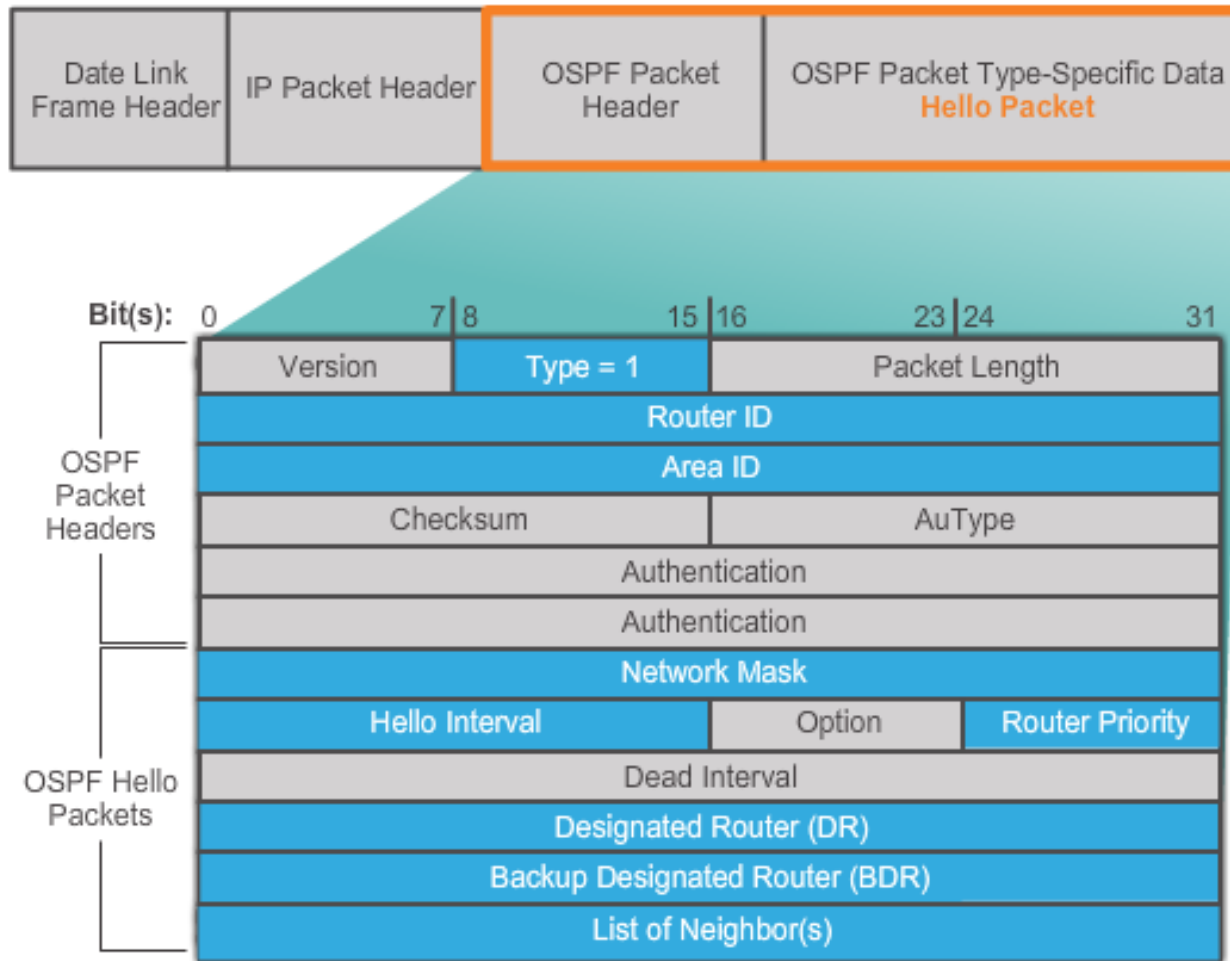 Date Link
Frame Header
IP Packet Header
OSPF Packet
Header
OSPF Packet Type-Specific Data
Hello Packet
Bit(s): 0 7 8 15 16 23 24 31
OSPF
Packet
Headers
Version Type = 1 Packet Length
Router ID
Area ID
Checksum AuType
Authentication
Authentication
OSPF Hello
Packets
Network Mask
Hello Interval Option Router Priority
Dead Interval
Designated Router (DR)
Backup Designated Router (BDR)
List of Neighbor(s)